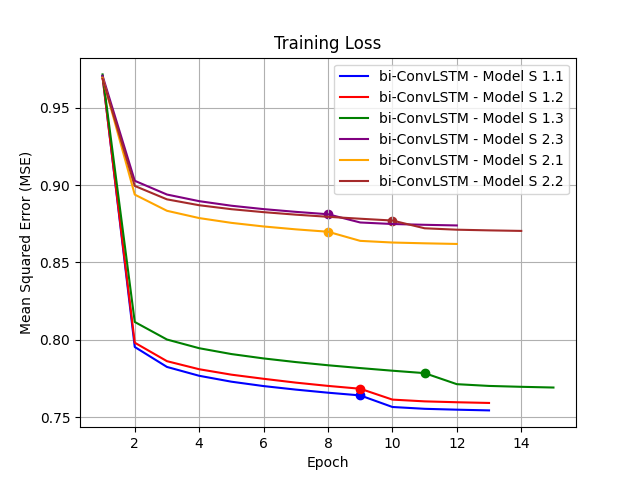 Training Loss
bi-ConvLSTM - Model S 1.1
bi-ConvLSTM - Model S 1.2
bi-ConvLSTM - Model S 1.3
bi-ConvLSTM - Model S 2.3
bi-ConvLSTM - Model S 2.1
bi-ConvLSTM - Model S 2.2
Mean Squared Error (MSE)
0.95
0.90
0.85
0.80
0.75
2 4 6 8 10 12 14
Epoch